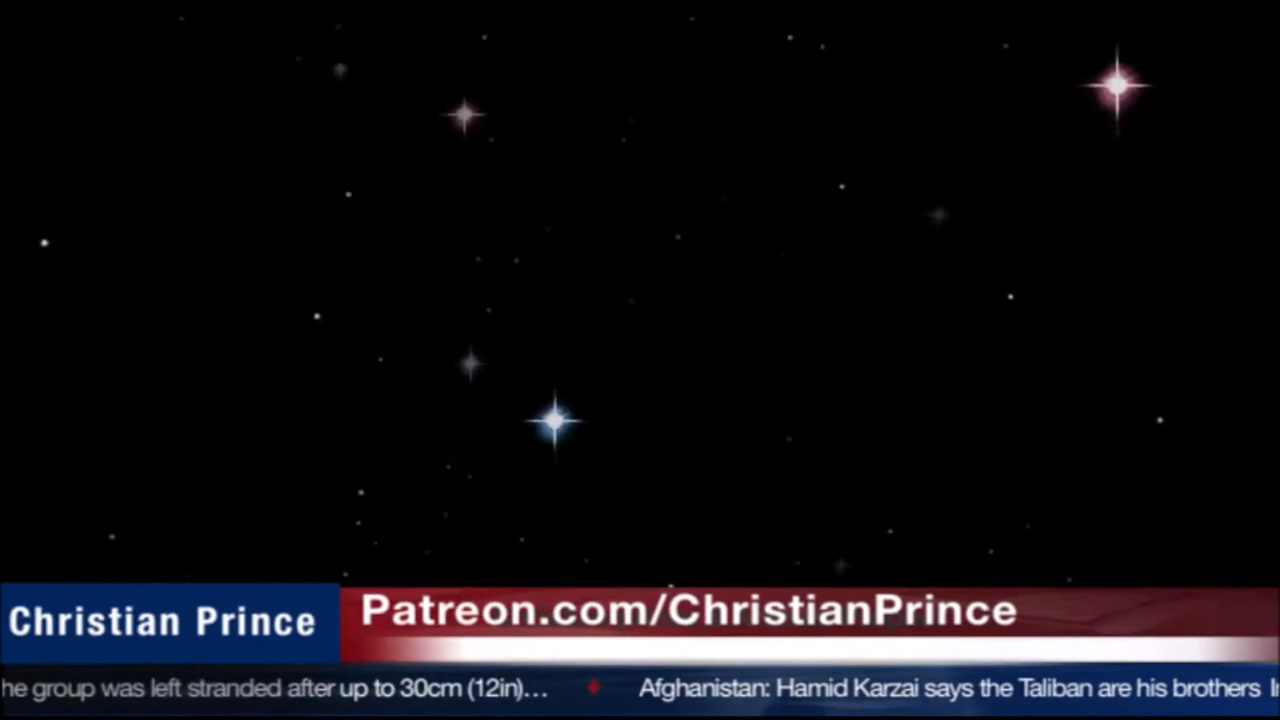 Christian Prince
Patreon.com/ChristianPrince
he group was left stranded after up to 30cm (12in)... Afghanistan: Hamid Karzai says the Taliban are his brothers